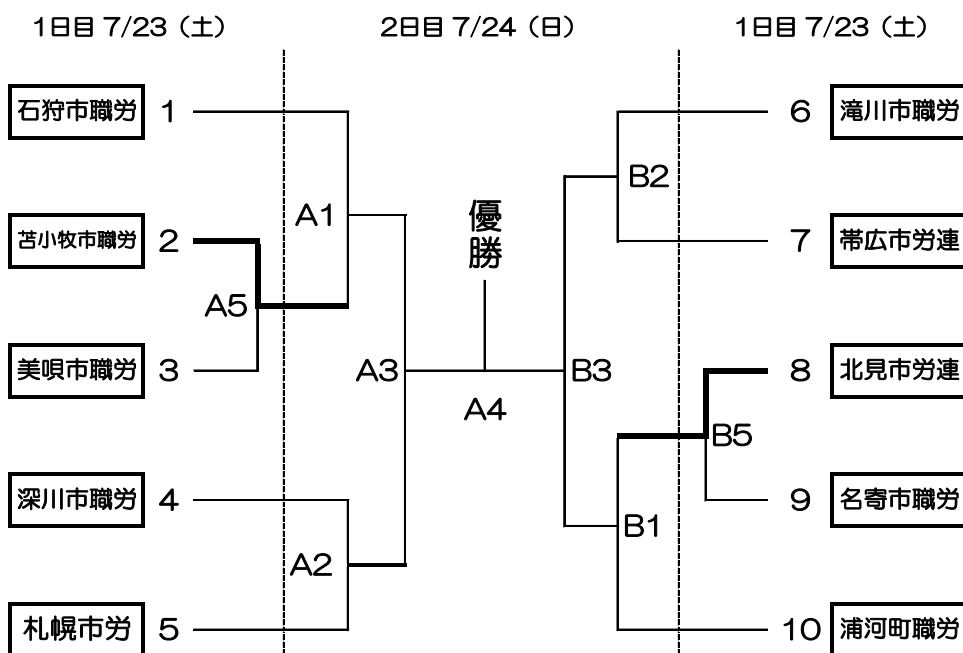 1日目 7/23（土）
2日目 7/24（日）
1日目 7/23（土）
石狩市職労 1
6 滝川市職労
B2
A1
優勝
苫小牧市職労 2
7 帯広市労連
A5
美唄市職労 3
A3
B3
8 北見市労連
A4
B5
深川市職労 4
9 名寄市職労
B1
A2
札幌市労 5
10 浦河町職労